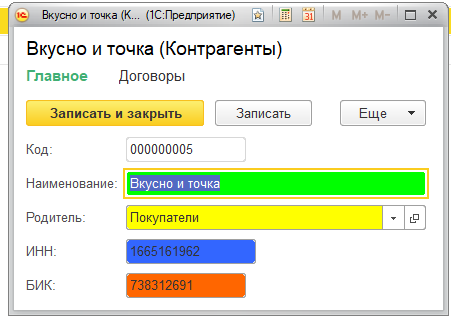 Вкусно и точка (К... (1С:Предприятие)
M M+ M-
Вкусно и точка (Контрагенты)
Главное Договоры
Записать и закрыть Записать Еще
Код: 000000005
Наименование: Вкусно и точка
Родитель: Покупатели
ИНН: 1665161962
БИК: 738312691